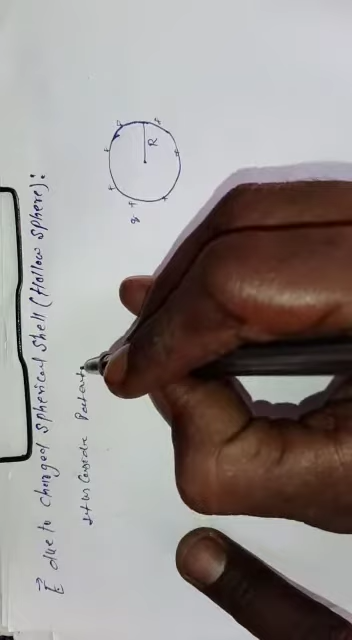 E due to charged spherical shell (Hollow sphere):
let us consider
R
q